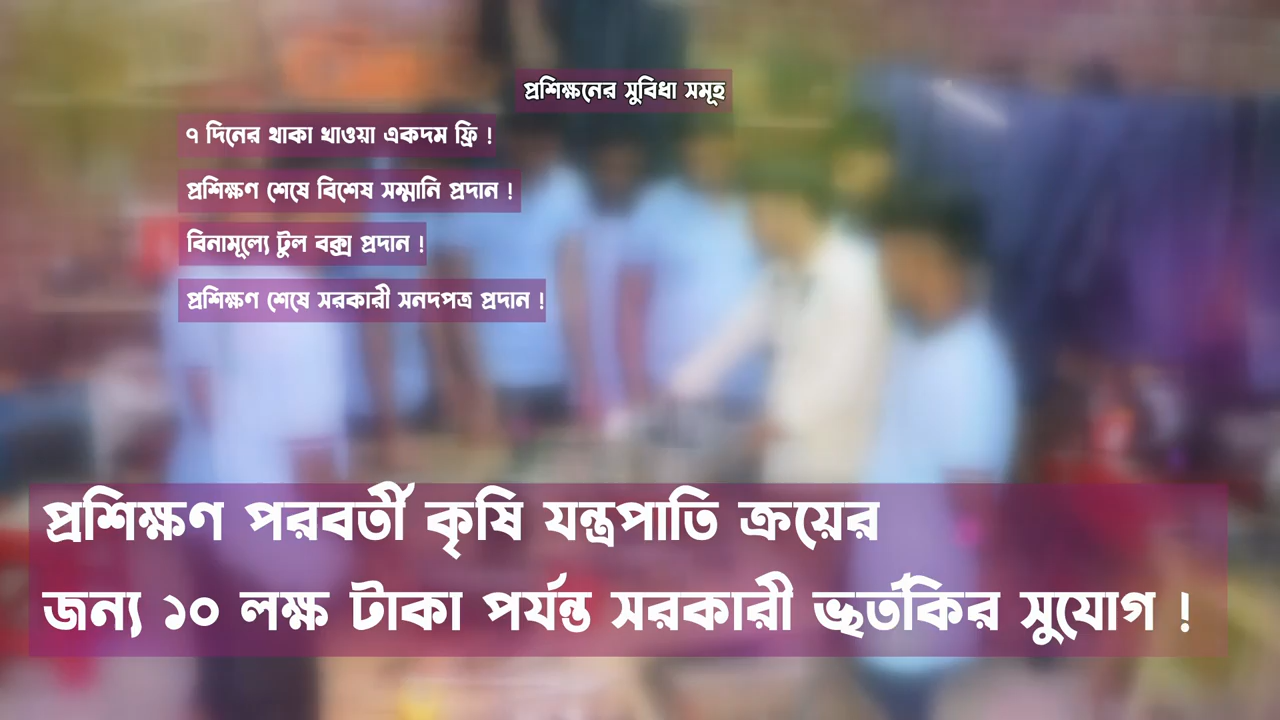 প্রশিক্ষনের সুবিধা সমূহ
৭ দিনের থাকা খাওয়া একদম ফ্রি !
প্রশিক্ষণ শেষে বিশেষ সম্মানি প্রদান !
বিনামূল্যে টুল বক্স প্রদান !
প্রশিক্ষণ শেষে সরকারী সনদপত্র প্রদান !
প্রশিক্ষণ পরবর্তী কৃষি যন্ত্রপাতি ক্রয়ের
জন্য ১০ লক্ষ টাকা পর্যন্ত সরকারী ভূর্তকির সুযোগ !